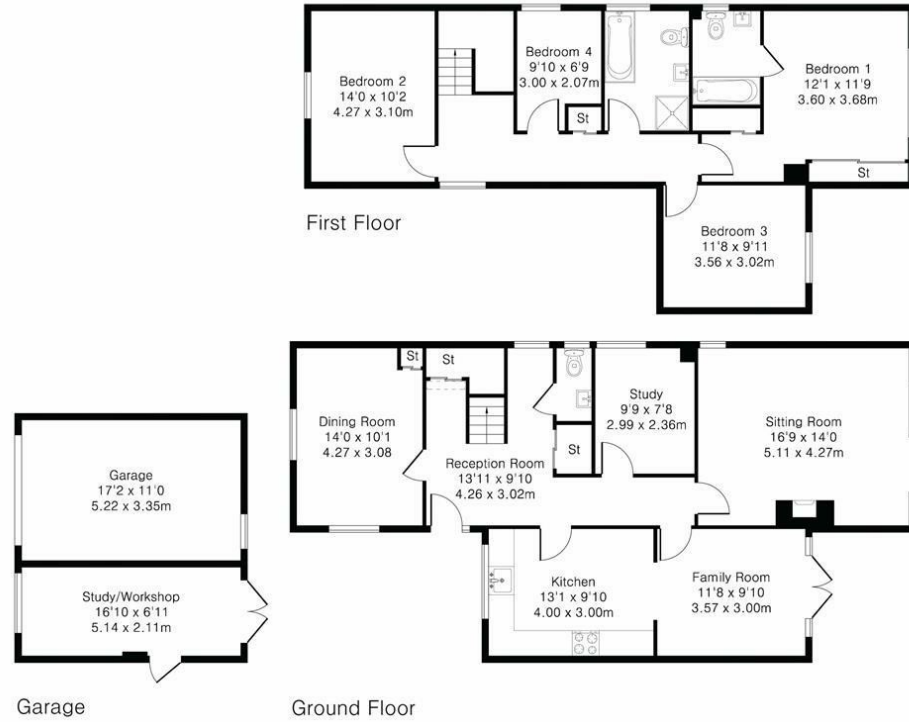 Bedroom 2
14'0 x 10'2
4.27 x 3.10m
Bedroom 4
9'10 x 6'9
3.00 x 2.07m
St
Bedroom 1
12'1 x 11'9
3.60 x 3.68m
St
First Floor
Bedroom 3
11'8 x 9'11
3.56 x 3.02m
St
St
Dining Room
14'0 x 10'1
4.27 x 3.08
Study
9'9 x 7'8
2.99 x 2.36m
Sitting Room
16'9 x 14'0
5.11 x 4.27m
St
Reception Room
13'11 x 9'10
4.26 x 3.02m
Garage
17'2 x 11'0
5.22 x 3.35m
Kitchen
13'1 x 9'10
4.00 x 3.00m
Family Room
11'8 x 9'10
3.57 x 3.00m
Study/Workshop
16'10 x 6'11
5.14 x 2.11m
Garage
Ground Floor